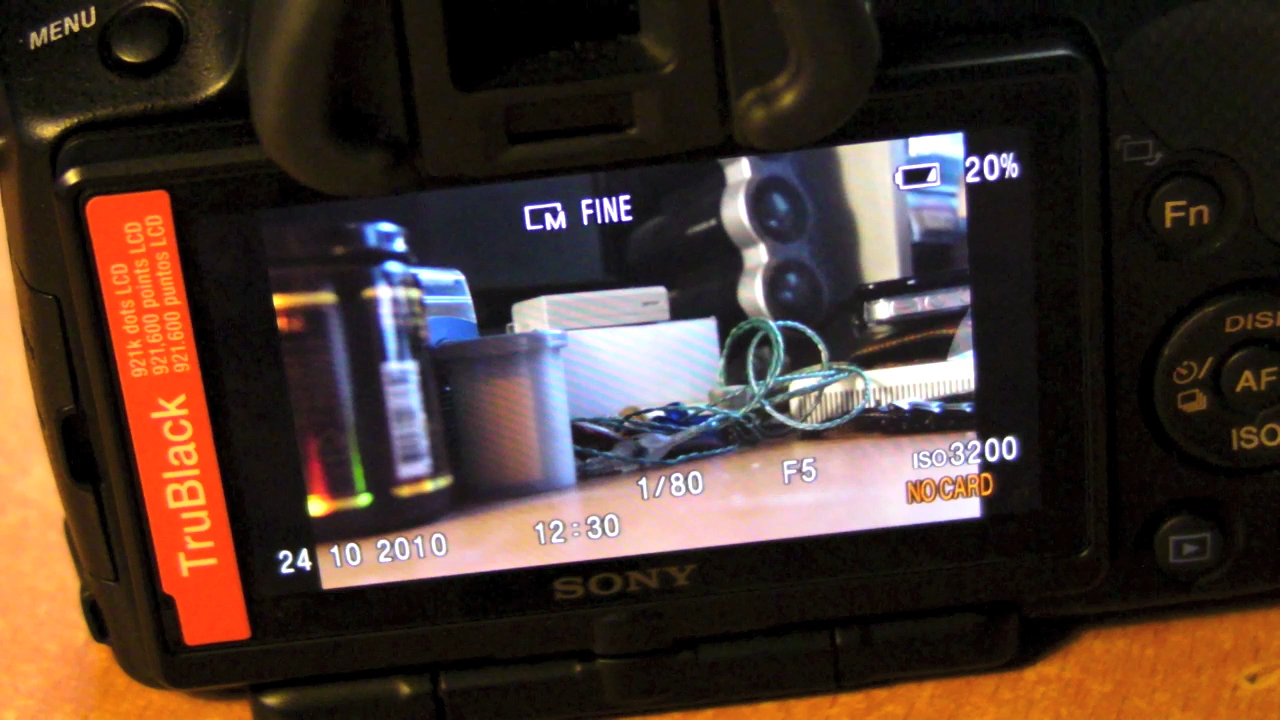 MENU
M FINE
20%
Fn
921k dots LCD
921,600 points LCD
921.600 puntos LCD
TruBlack
DISP
AF
ISO
1/80
F5
ISO3200
NO CARD
24 10 2010
12:30
SONY